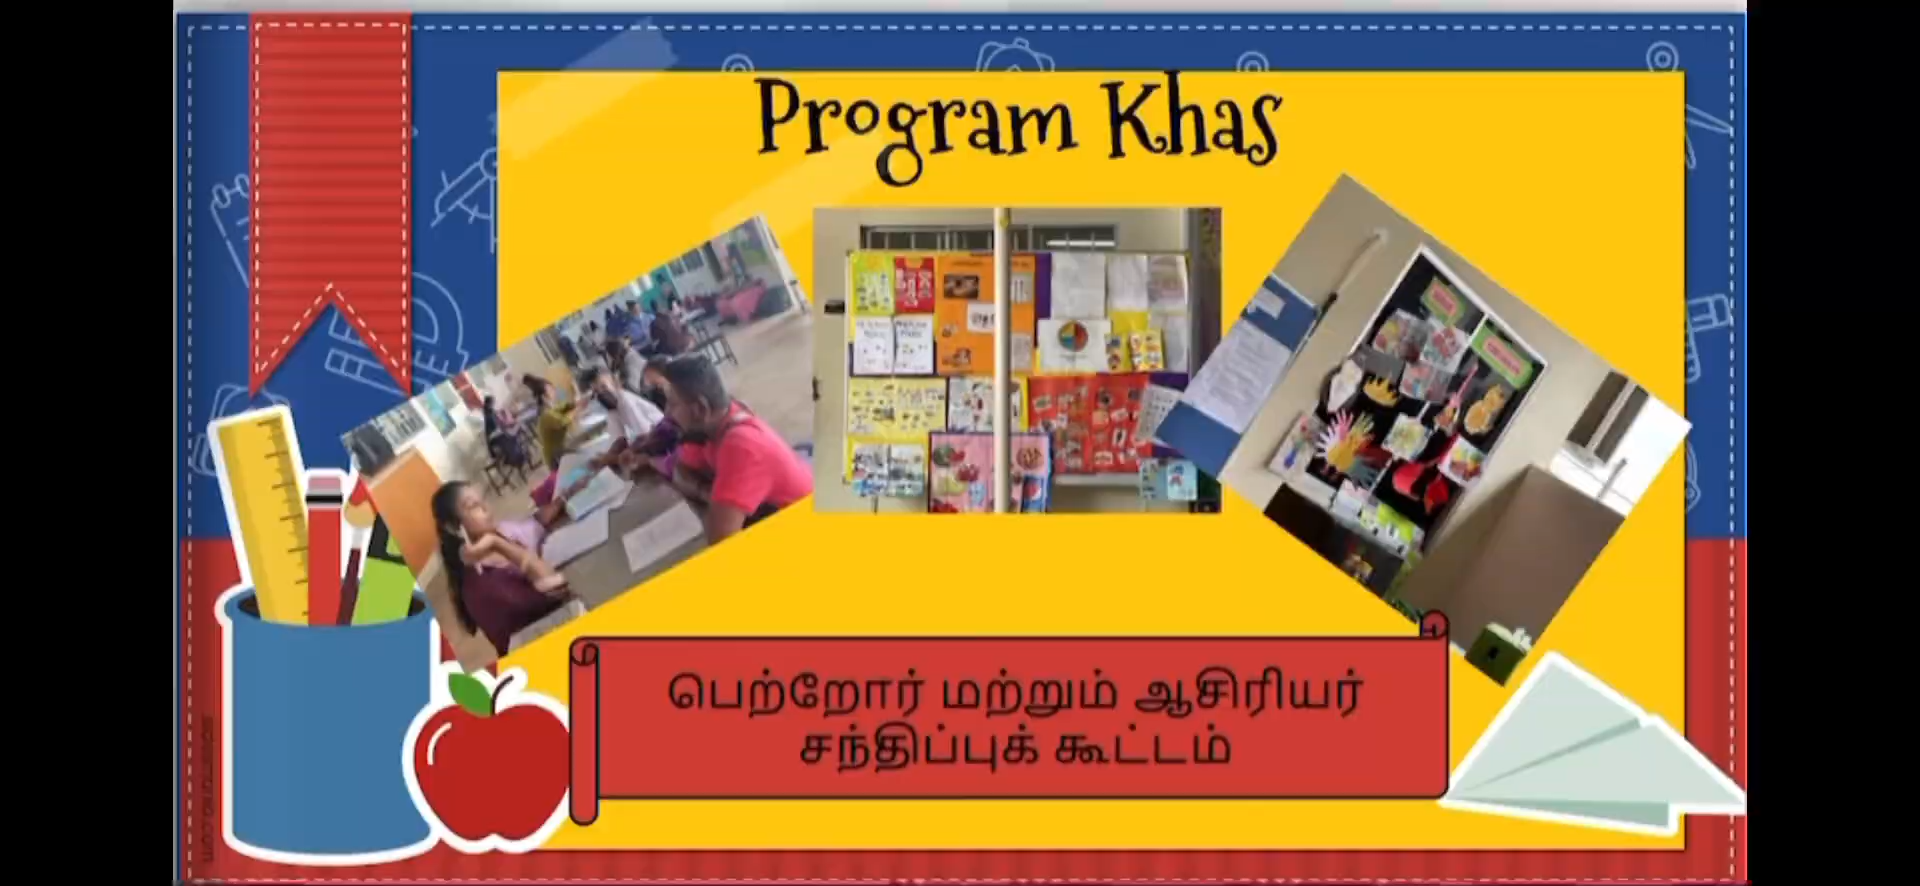 Program Khas
பெற்றோர் மற்றும் ஆசிரியர்
சந்திப்புக் கூட்டம்